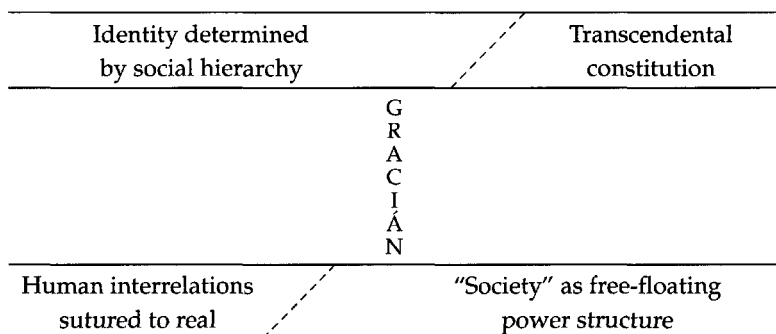 Identity determined
by social hierarchy
Transcendental
constitution
G
R
A
C
I
Á
N
Human interrelations
sutured to real
"Society" as free-floating
power structure